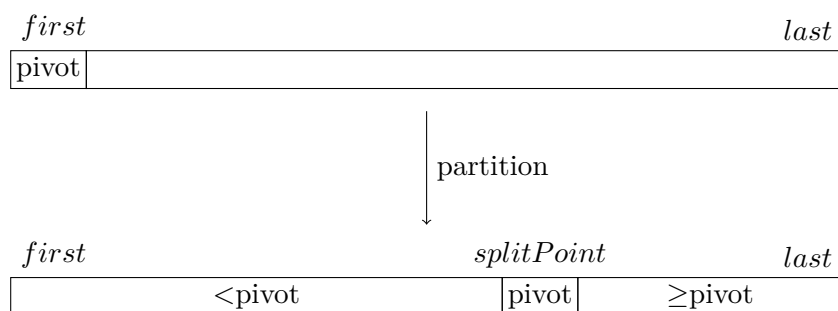 first last
pivot
partition
first splitPoint last
<pivot pivot ≥pivot